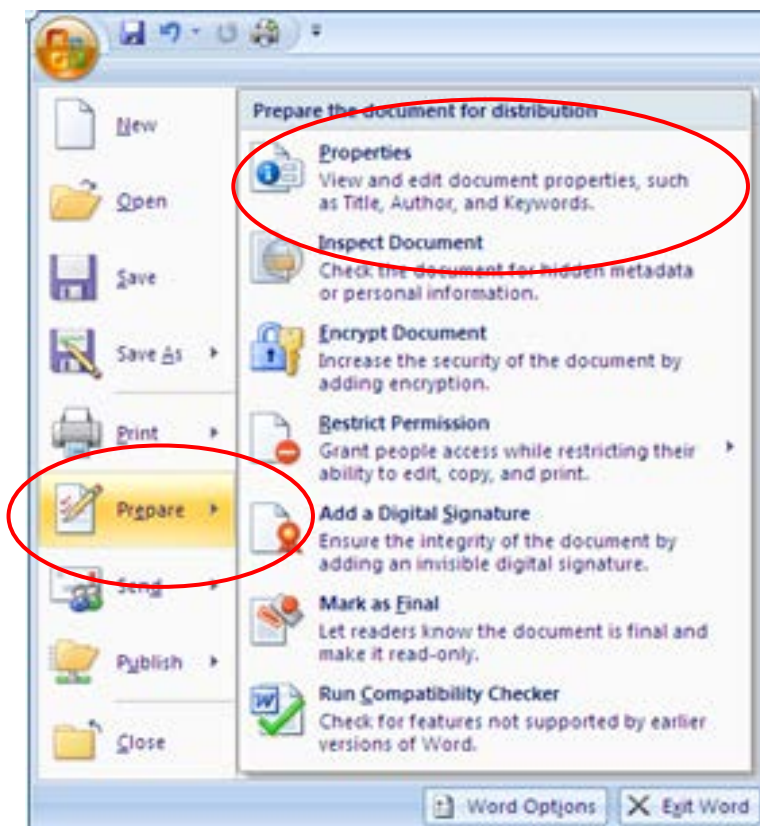 New
Open
Save
Save As
Print
Prepare
Send
Publish
Close
Prepare the document for distribution
Properties
View and edit document properties, such
as Title, Author, and Keywords.
Inspect Document
Check the document for hidden metadata
or personal information.
Encrypt Document
Increase the security of the document by
adding encryption.
Restrict Permission
Grant people access while restricting their
ability to edit, copy, and print.
Add a Digital Signature
Ensure the integrity of the document by
adding an invisible digital signature.
Mark as Final
Let readers know the document is final and
make it read-only.
Run Compatibility Checker
Check for features not supported by earlier
versions of Word.
Word Options
Exit Word